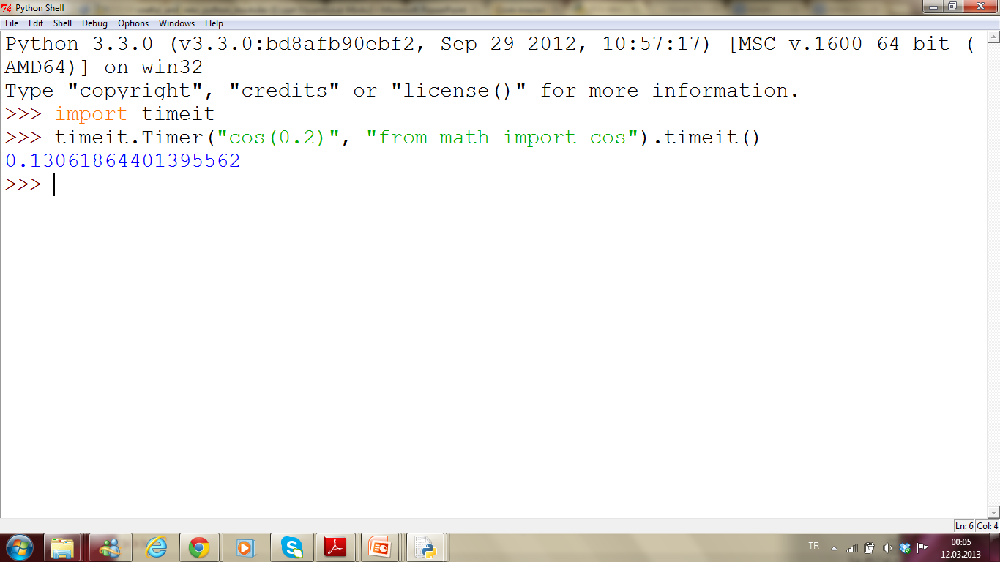 Python Shell
File Edit Shell Debug Options Windows Help
Python 3.3.0 (v3.3.0:bd8afb90ebf2, Sep 29 2012, 10:57:17) [MSC v.1600 64 bit (
AMD64)] on win32
Type "copyright", "credits" or "license()" for more information.
>>> import timeit
>>> timeit.Timer("cos(0.2)", "from math import cos").timeit()
0.13061864401395562
>>>
Ln: 6 Col: 4
TR 00:05
12.03.2013